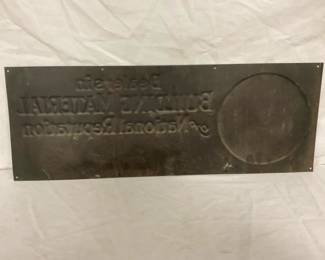 Dealers in
BUILDING MATERIAL
of National Reputation